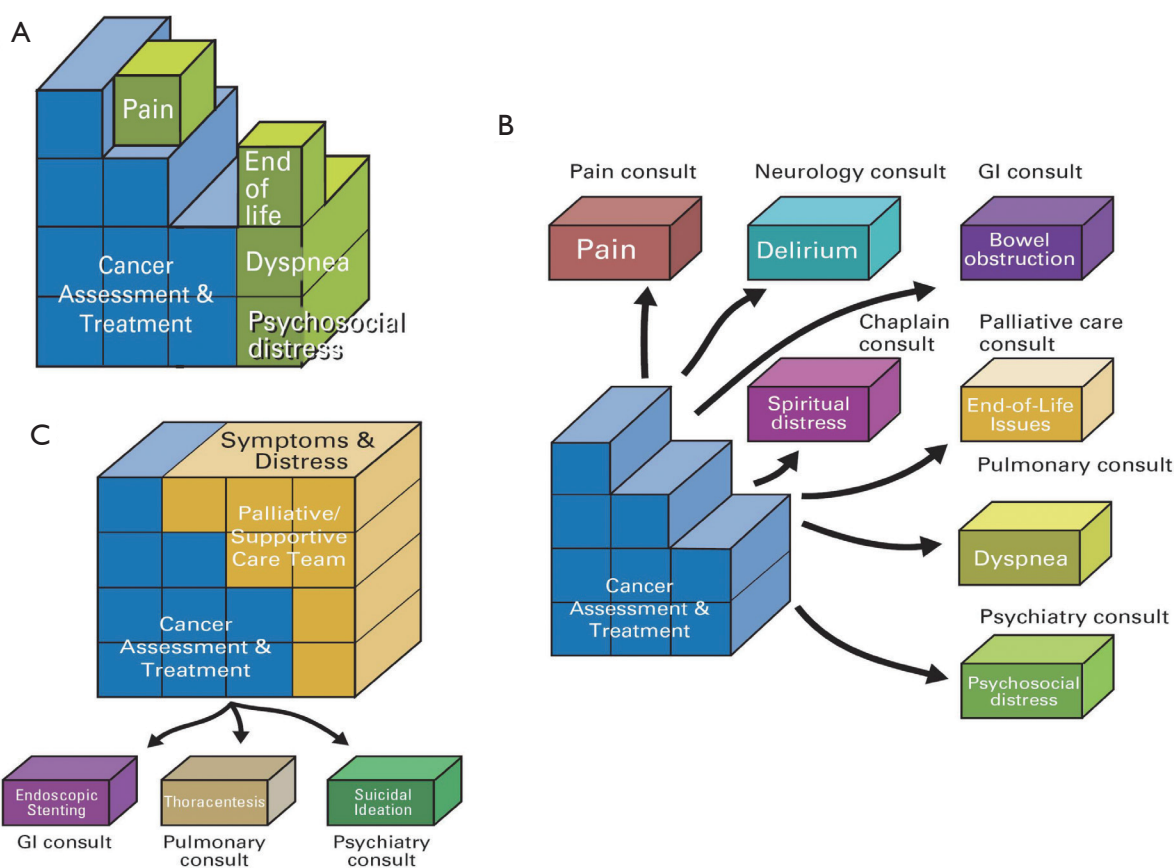 A
Pain
End
of
life
Cancer
Assessment &
Treatment
Dyspnea
Psychosocial
distress
B
Pain consult
Neurology consult
GI consult
Pain
Delirium
Bowel
obstruction
Chaplain
consult
Palliative care
consult
Spiritual
distress
End-of-Life
Issues
Pulmonary consult
Dyspnea
Cancer
Assessment &
Treatment
Psychiatry consult
Psychosocial
distress
C
Symptoms &
Distress
Palliative/
Supportive
Care Team
Cancer
Assessment &
Treatment
Endoscopic
Stenting
Thoracentesis
Suicidal
Ideation
GI consult
Pulmonary
consult
Psychiatry
consult